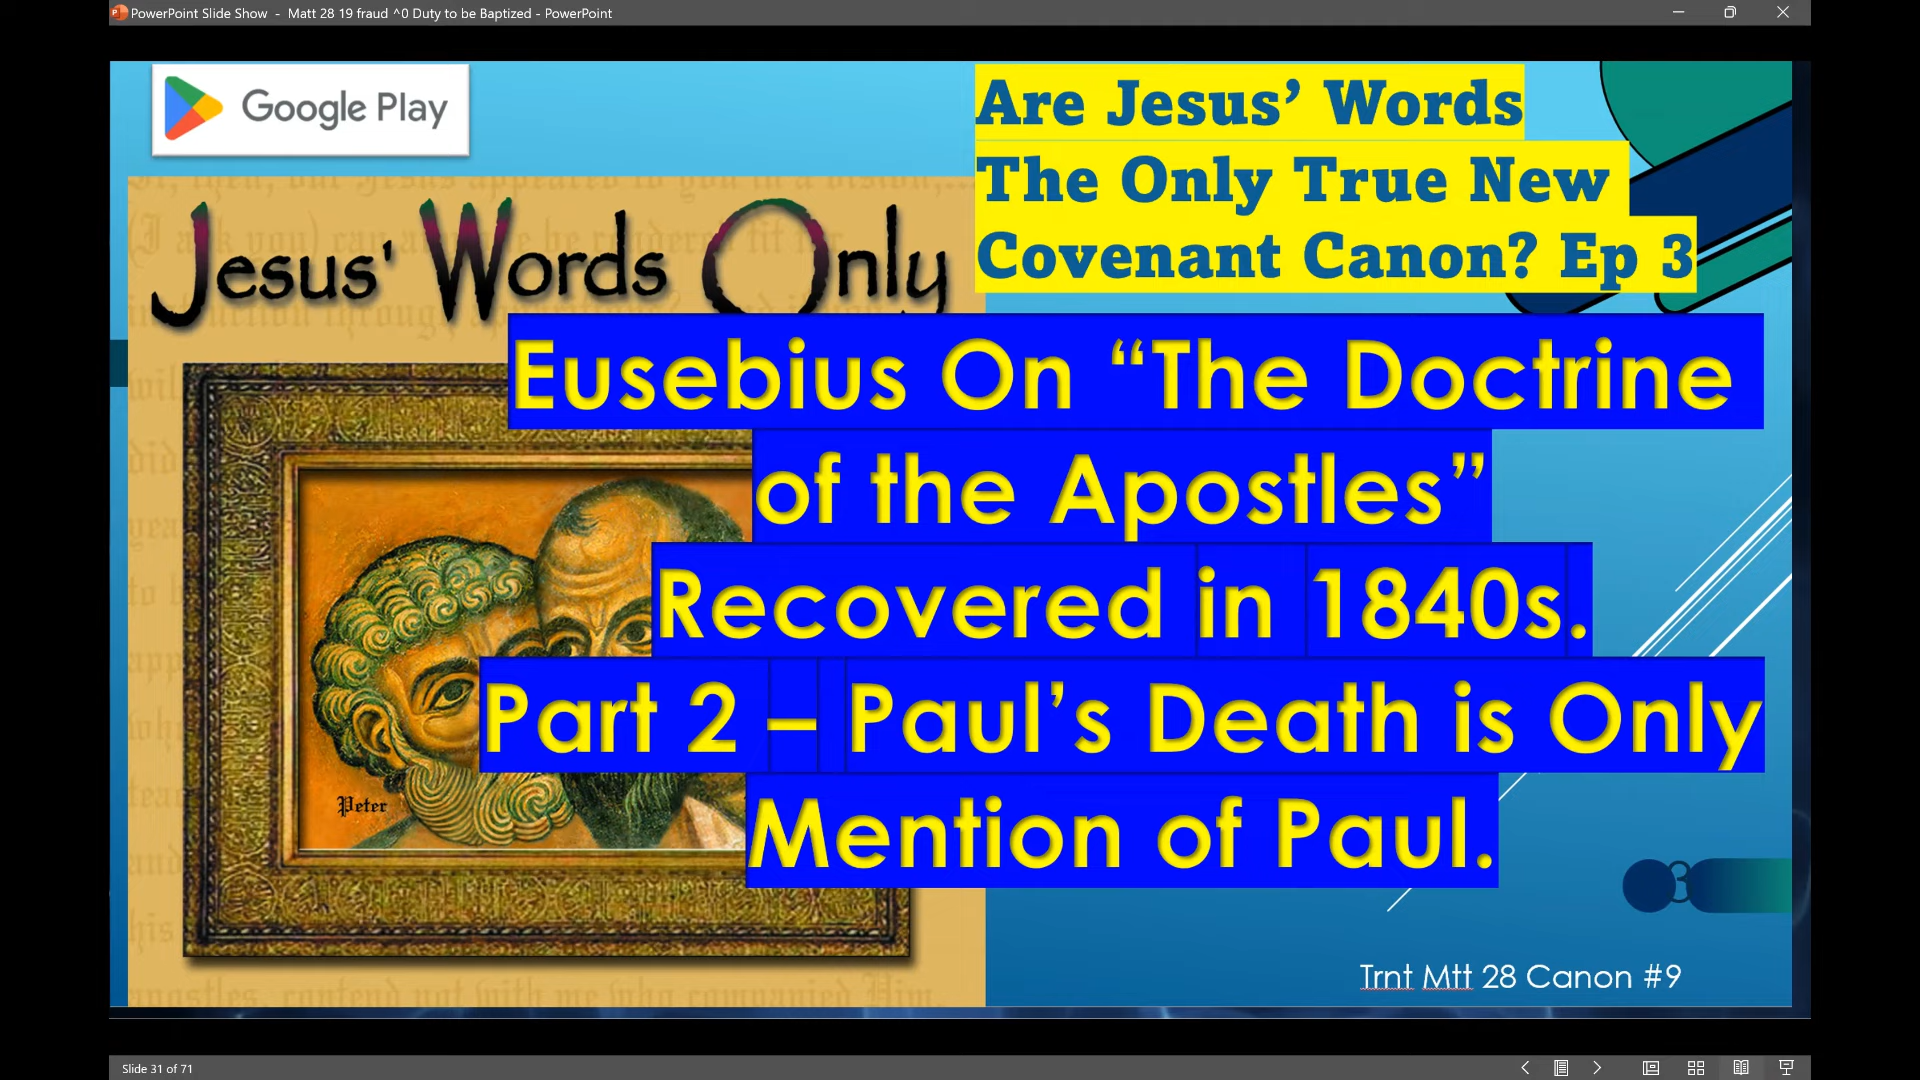 PowerPoint Slide Show - Matt 28 19 fraud ^0 Duty to be Baptized - PowerPoint
Google Play
Are Jesus’ Words
The Only True New
Covenant Canon? Ep 3
Jesus' Words Only
Eusebius On “The Doctrine
of the Apostles”
Recovered in 1840s.
Part 2 – Paul’s Death is Only
Mention of Paul.
Peter
Trnt Mtt 28 Canon #9
Slide 31 of 71